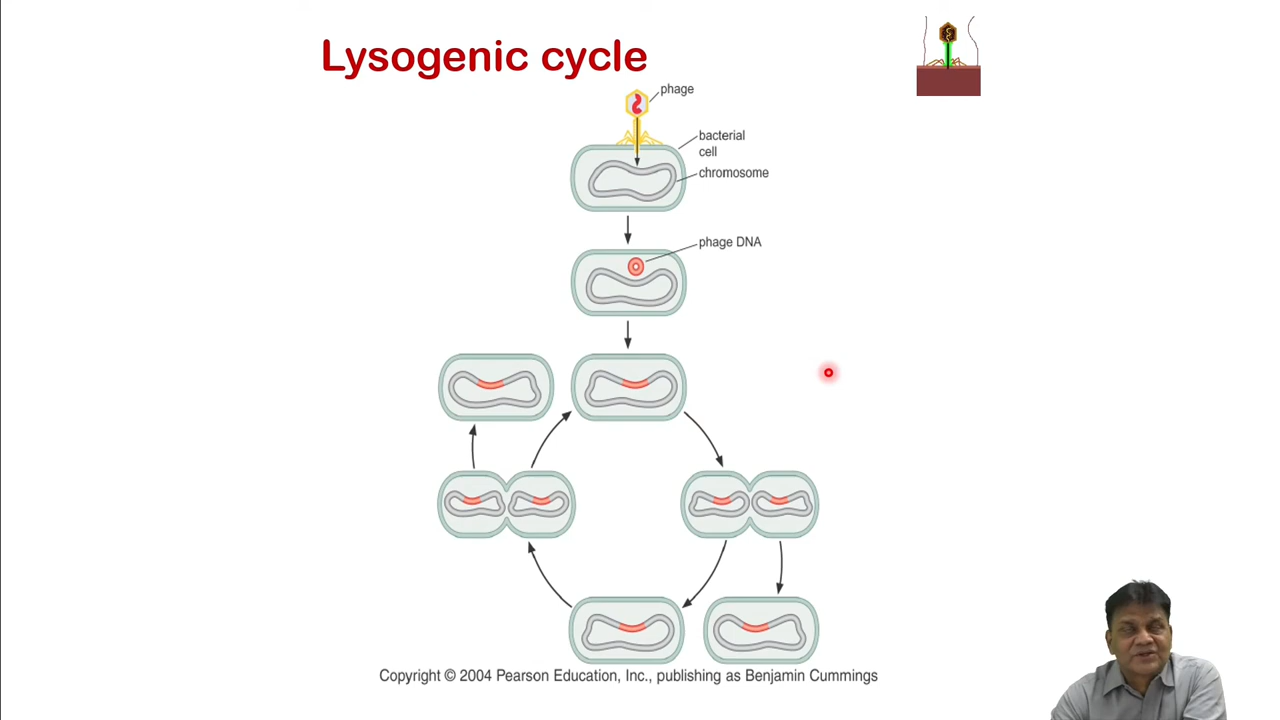 Lysogenic cycle
phage
bacterial
cell
chromosome
phage DNA
Copyright © 2004 Pearson Education, Inc., publishing as Benjamin Cummings